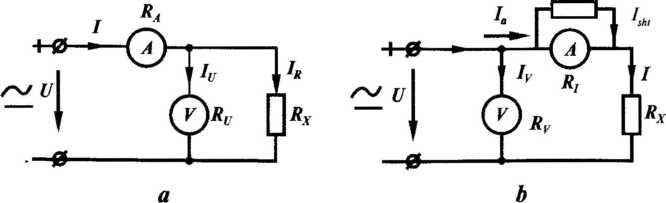 I R_A A I_U I_R U V R_U R_X
I_a I_sht A R_I I I_V U V R_V R_X
a b